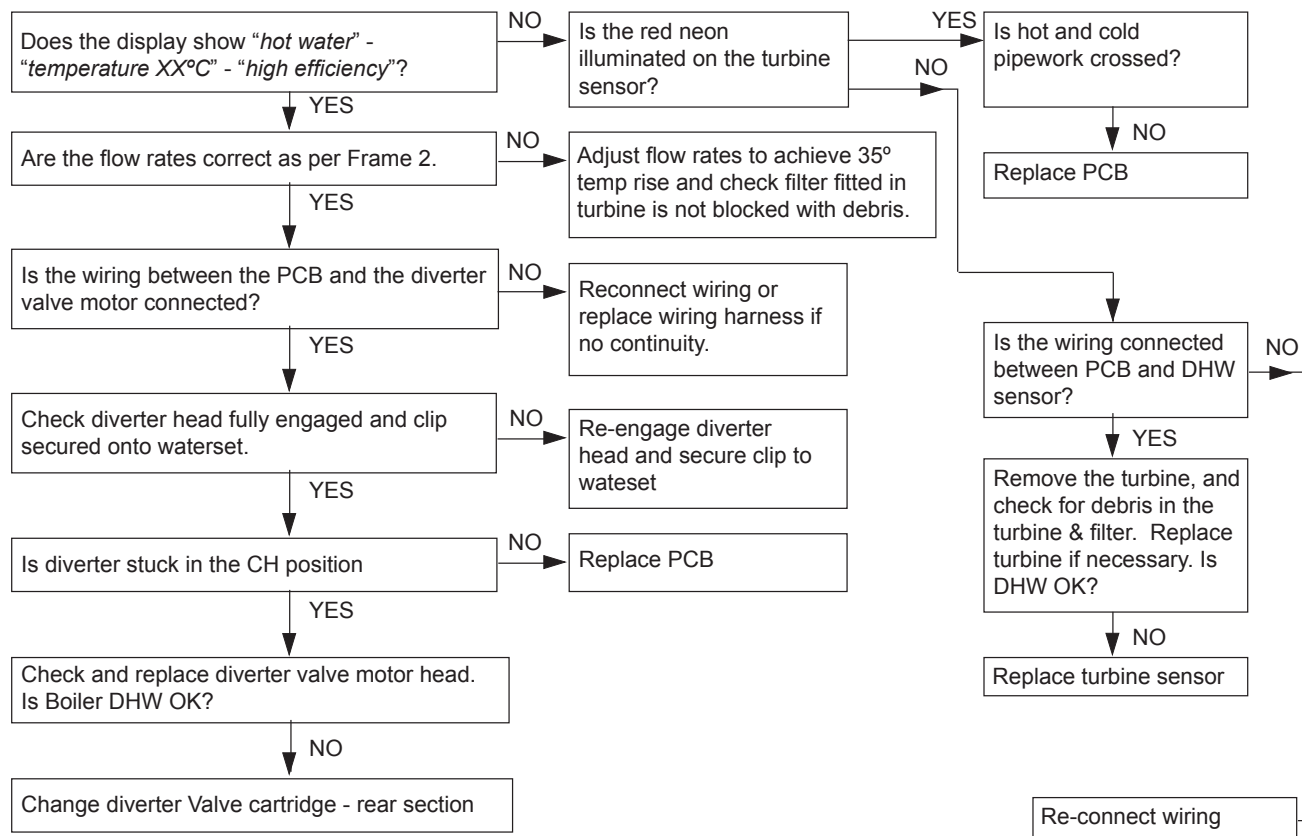 Does the display show “hot water” -
“temperature XXºC” - “high efficiency”?
NO
Is the red neon
illuminated on the turbine
sensor?
YES
NO
Is hot and cold
pipework crossed?
NO
Replace PCB
YES
Are the flow rates correct as per Frame 2.
NO
Adjust flow rates to achieve 35º
temp rise and check filter fitted in
turbine is not blocked with debris.
YES
Is the wiring between the PCB and the diverter
valve motor connected?
NO
Reconnect wiring or
replace wiring harness if
no continuity.
YES
Check diverter head fully engaged and clip
secured onto waterset.
NO
Re-engage diverter
head and secure clip to
wateset
YES
Is diverter stuck in the CH position
NO
Replace PCB
YES
Check and replace diverter valve motor head.
Is Boiler DHW OK?
NO
Change diverter Valve cartridge - rear section
Is the wiring connected
between PCB and DHW
sensor?
NO
YES
Remove the turbine, and
check for debris in the
turbine & filter. Replace
turbine if necessary. Is
DHW OK?
NO
Replace turbine sensor
Re-connect wiring